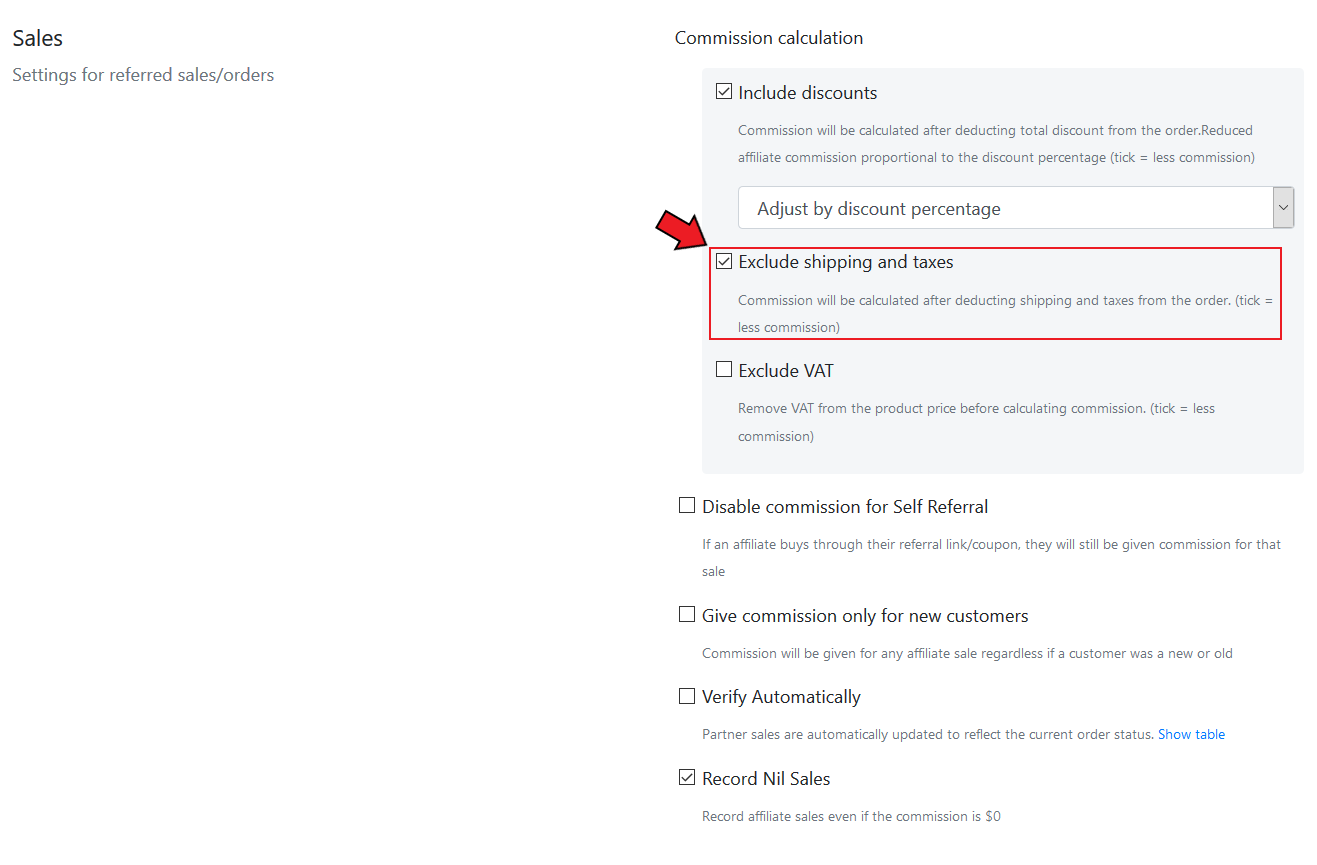 Sales
Settings for referred sales/orders
Commission calculation
Include discounts
Commission will be calculated after deducting total discount from the order.Reduced
affiliate commission proportional to the discount percentage (tick = less commission)
Adjust by discount percentage
Exclude shipping and taxes
Commission will be calculated after deducting shipping and taxes from the order. (tick =
less commission)
Exclude VAT
Remove VAT from the product price before calculating commission. (tick = less
commission)
Disable commission for Self Referral
If an affiliate buys through their referral link/coupon, they will still be given commission for that
sale
Give commission only for new customers
Commission will be given for any affiliate sale regardless if a customer was a new or old
Verify Automatically
Partner sales are automatically updated to reflect the current order status. Show table
Record Nil Sales
Record affiliate sales even if the commission is $0